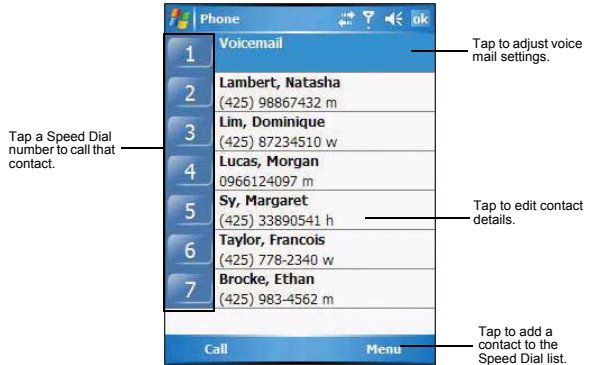 Phone ok
1 Voicemail
2 Lambert, Natasha
(425) 98867432 m
3 Lim, Dominique
(425) 87234510 w
4 Lucas, Morgan
0966124097 m
5 Sy, Margaret
(425) 33890541 h
6 Taylor, Francois
(425) 778-2340 w
7 Brocke, Ethan
(425) 983-4562 m
Call Menu
Tap a Speed Dial
number to call that
contact.
Tap to adjust voice
mail settings.
Tap to edit contact
details.
Tap to add a
contact to the
Speed Dial list.